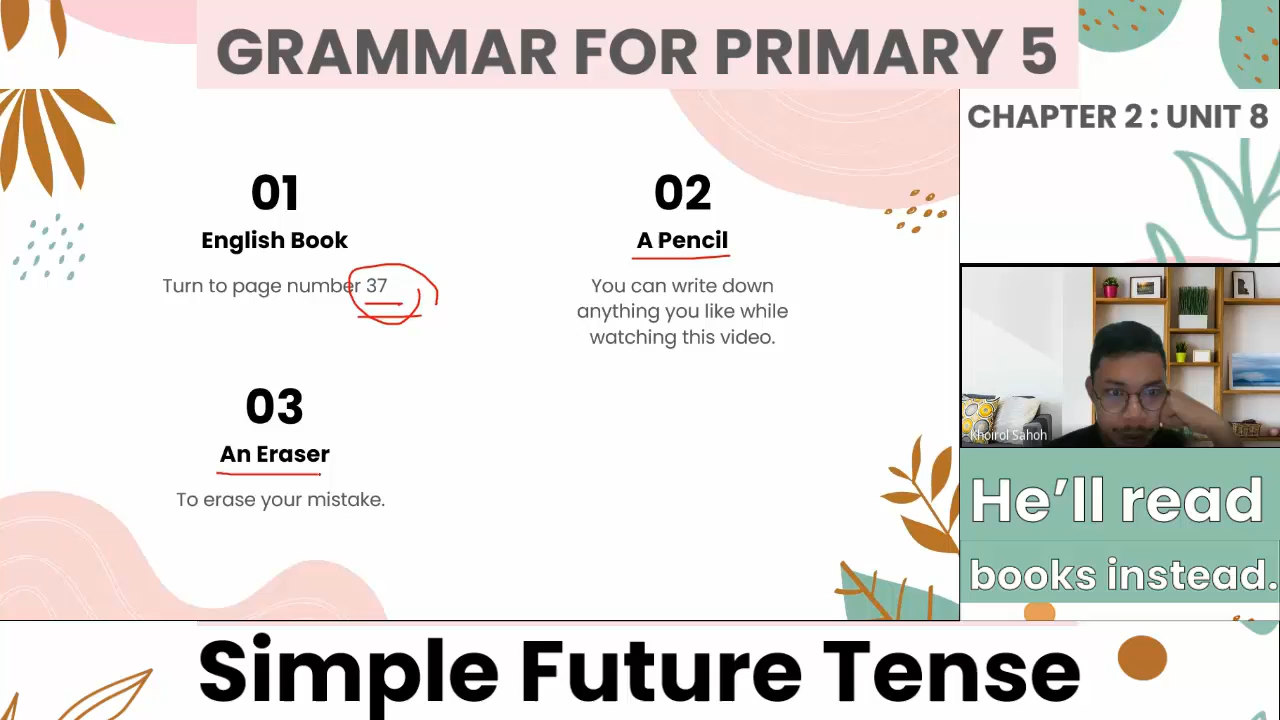 GRAMMAR FOR PRIMARY 5
CHAPTER 2 : UNIT 8
01
English Book
Turn to page number 37
02
A Pencil
You can write down
anything you like while
watching this video.
03
An Eraser
To erase your mistake.
Khoirol Sahoh
He’ll read
books instead.
Simple Future Tense